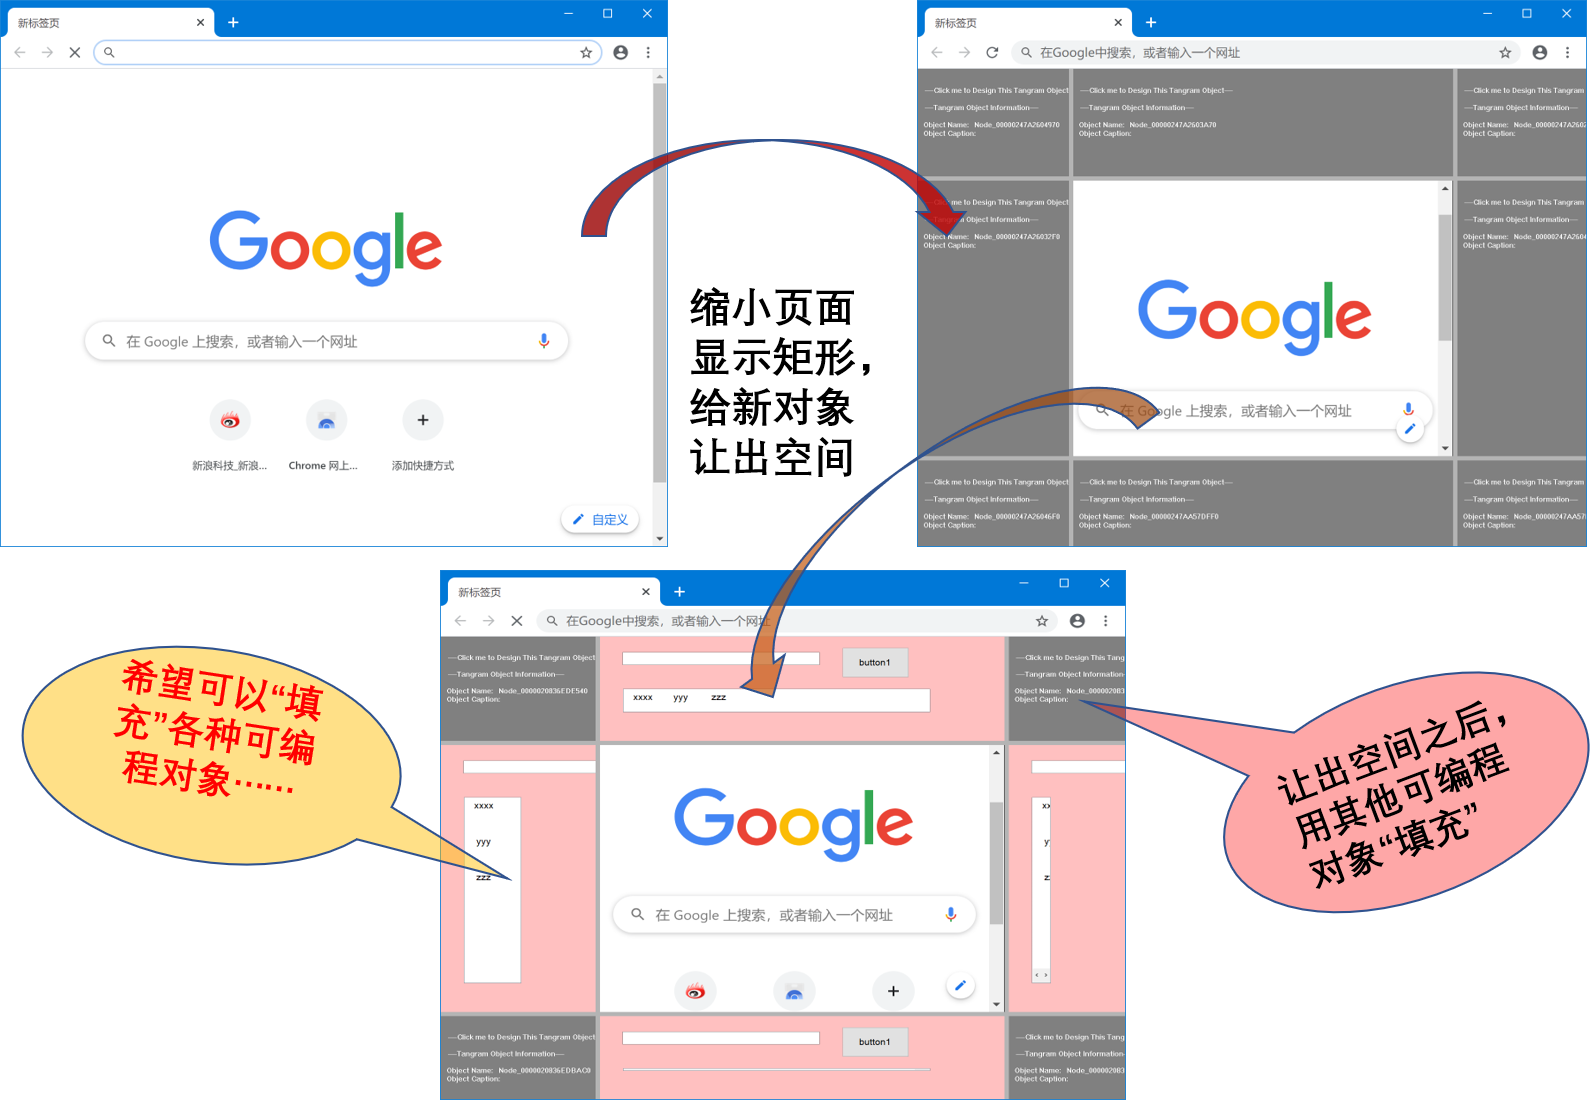 新标签页
Google
在 Google 上搜索，或者输入一个网址
新浪科技_新浪...
Chrome 网上...
添加快捷方式
自定义
缩小页面
显示矩形，
给新对象
让出空间
新标签页
在Google中搜索，或者输入一个网址
---Click me to Design This Tangram Object
---Tangram Object Information---
Object Name: Node_00000247A2604970
Object Caption:
---Click me to Design This Tangram Object---
---Tangram Object Information---
Object Name: Node_00000247A2603A70
Object Caption:
---Click me to Design This Tangram
---Tangram Object Information---
Object Name: Node_00000247A260
Object Caption:
---Click me to Design This Tangram Object
Object Information---
Object Name: Node_00000247A26032F0
Object Caption:
Google
在 Google 上搜索，或者输入一个网址
---Click me to Design This Tangram
---Tangram Object Information---
Object Name: Node_00000247A260
Object Caption:
---Click me to Design This Tangram Object
---Tangram Object Information---
Object Name: Node_00000247A26046F0
Object Caption:
---Click me to Design This Tangram Object---
---Tangram Object Information---
Object Name: Node_00000247AA57DFF0
Object Caption:
---Click me to Design This Tangram
---Tangram Object Information---
Object Name: Node_00000247AA57
Object Caption:
新标签页
在Google中搜索，或者输入一个网址
---Click me to Design This Tangram Object
---Tangram Object Information---
Object Name: Node_0000020836EDE540
Object Caption:
button1
xxxx yyy zzz
---Click me to Design This Tang
---Tangram Object Information
Object Name: Node_000002083
Object Caption:
xxxx
yyy
zzz
Google
在 Google 上搜索，或者输入一个网址
xx
y
z
---Click me to Design This Tangram Object
---Tangram Object Information---
Object Name: Node_0000020836EDBAC0
Object Caption:
button1
---Click me to Design This Tang
---Tangram Object Information
Object Name: Node_000002083
Object Caption:
希望可以“填
充”各种可编
程对象……
让出空间之后，
用其他可编程
对象“填充”